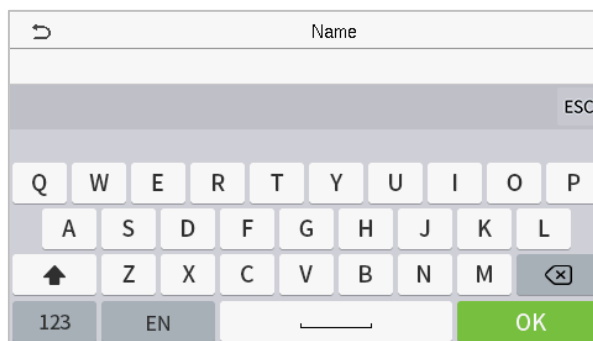 Name
ESC
Q W E R T Y U I O P
A S D F G H J K L
Z X C V B N M
123 EN OK